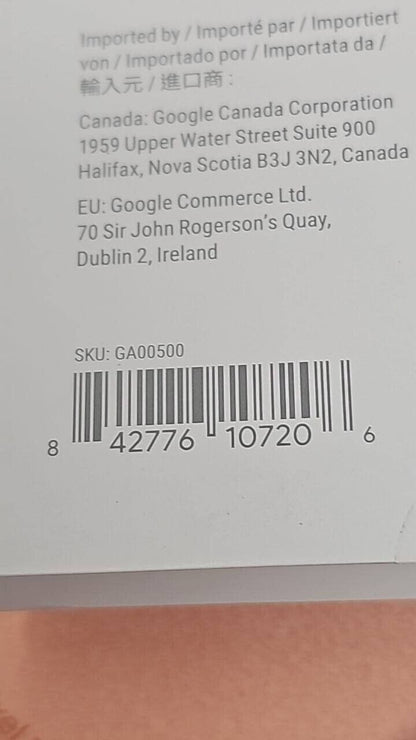 Imported by / Importé par / Importiert
von / Importado por / Importata da /
輸入元 / 進口商 :
Canada: Google Canada Corporation
1959 Upper Water Street Suite 900
Halifax, Nova Scotia B3J 3N2, Canada
EU: Google Commerce Ltd.
70 Sir John Rogerson's Quay,
Dublin 2, Ireland
SKU: GA00500
8 42776 10720 6